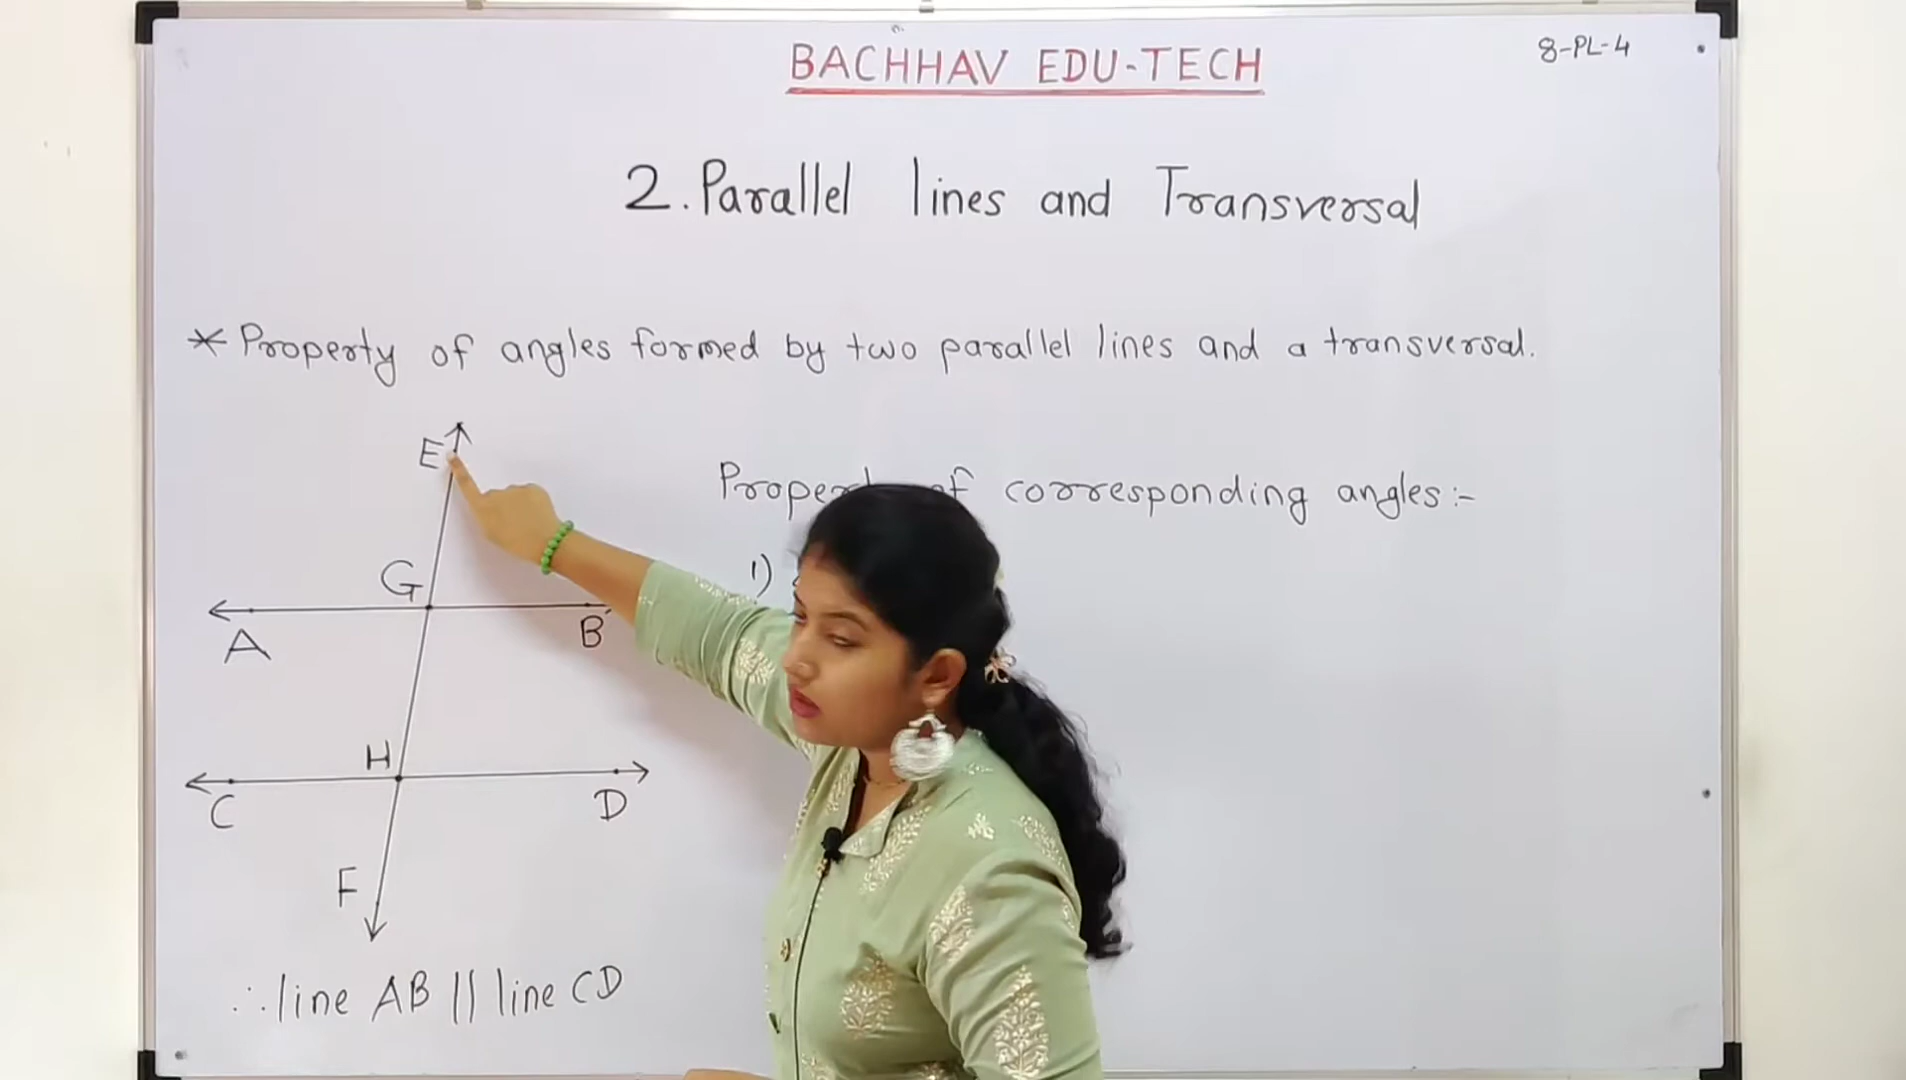 BACHHAV EDU-TECH
8-PL-4
2. Parallel lines and Transversal
* Property of angles formed by two parallel lines and a transversal.
E
of corresponding angles:-
1)
G
A
B
H
C
D
F
∴ line AB || line CD